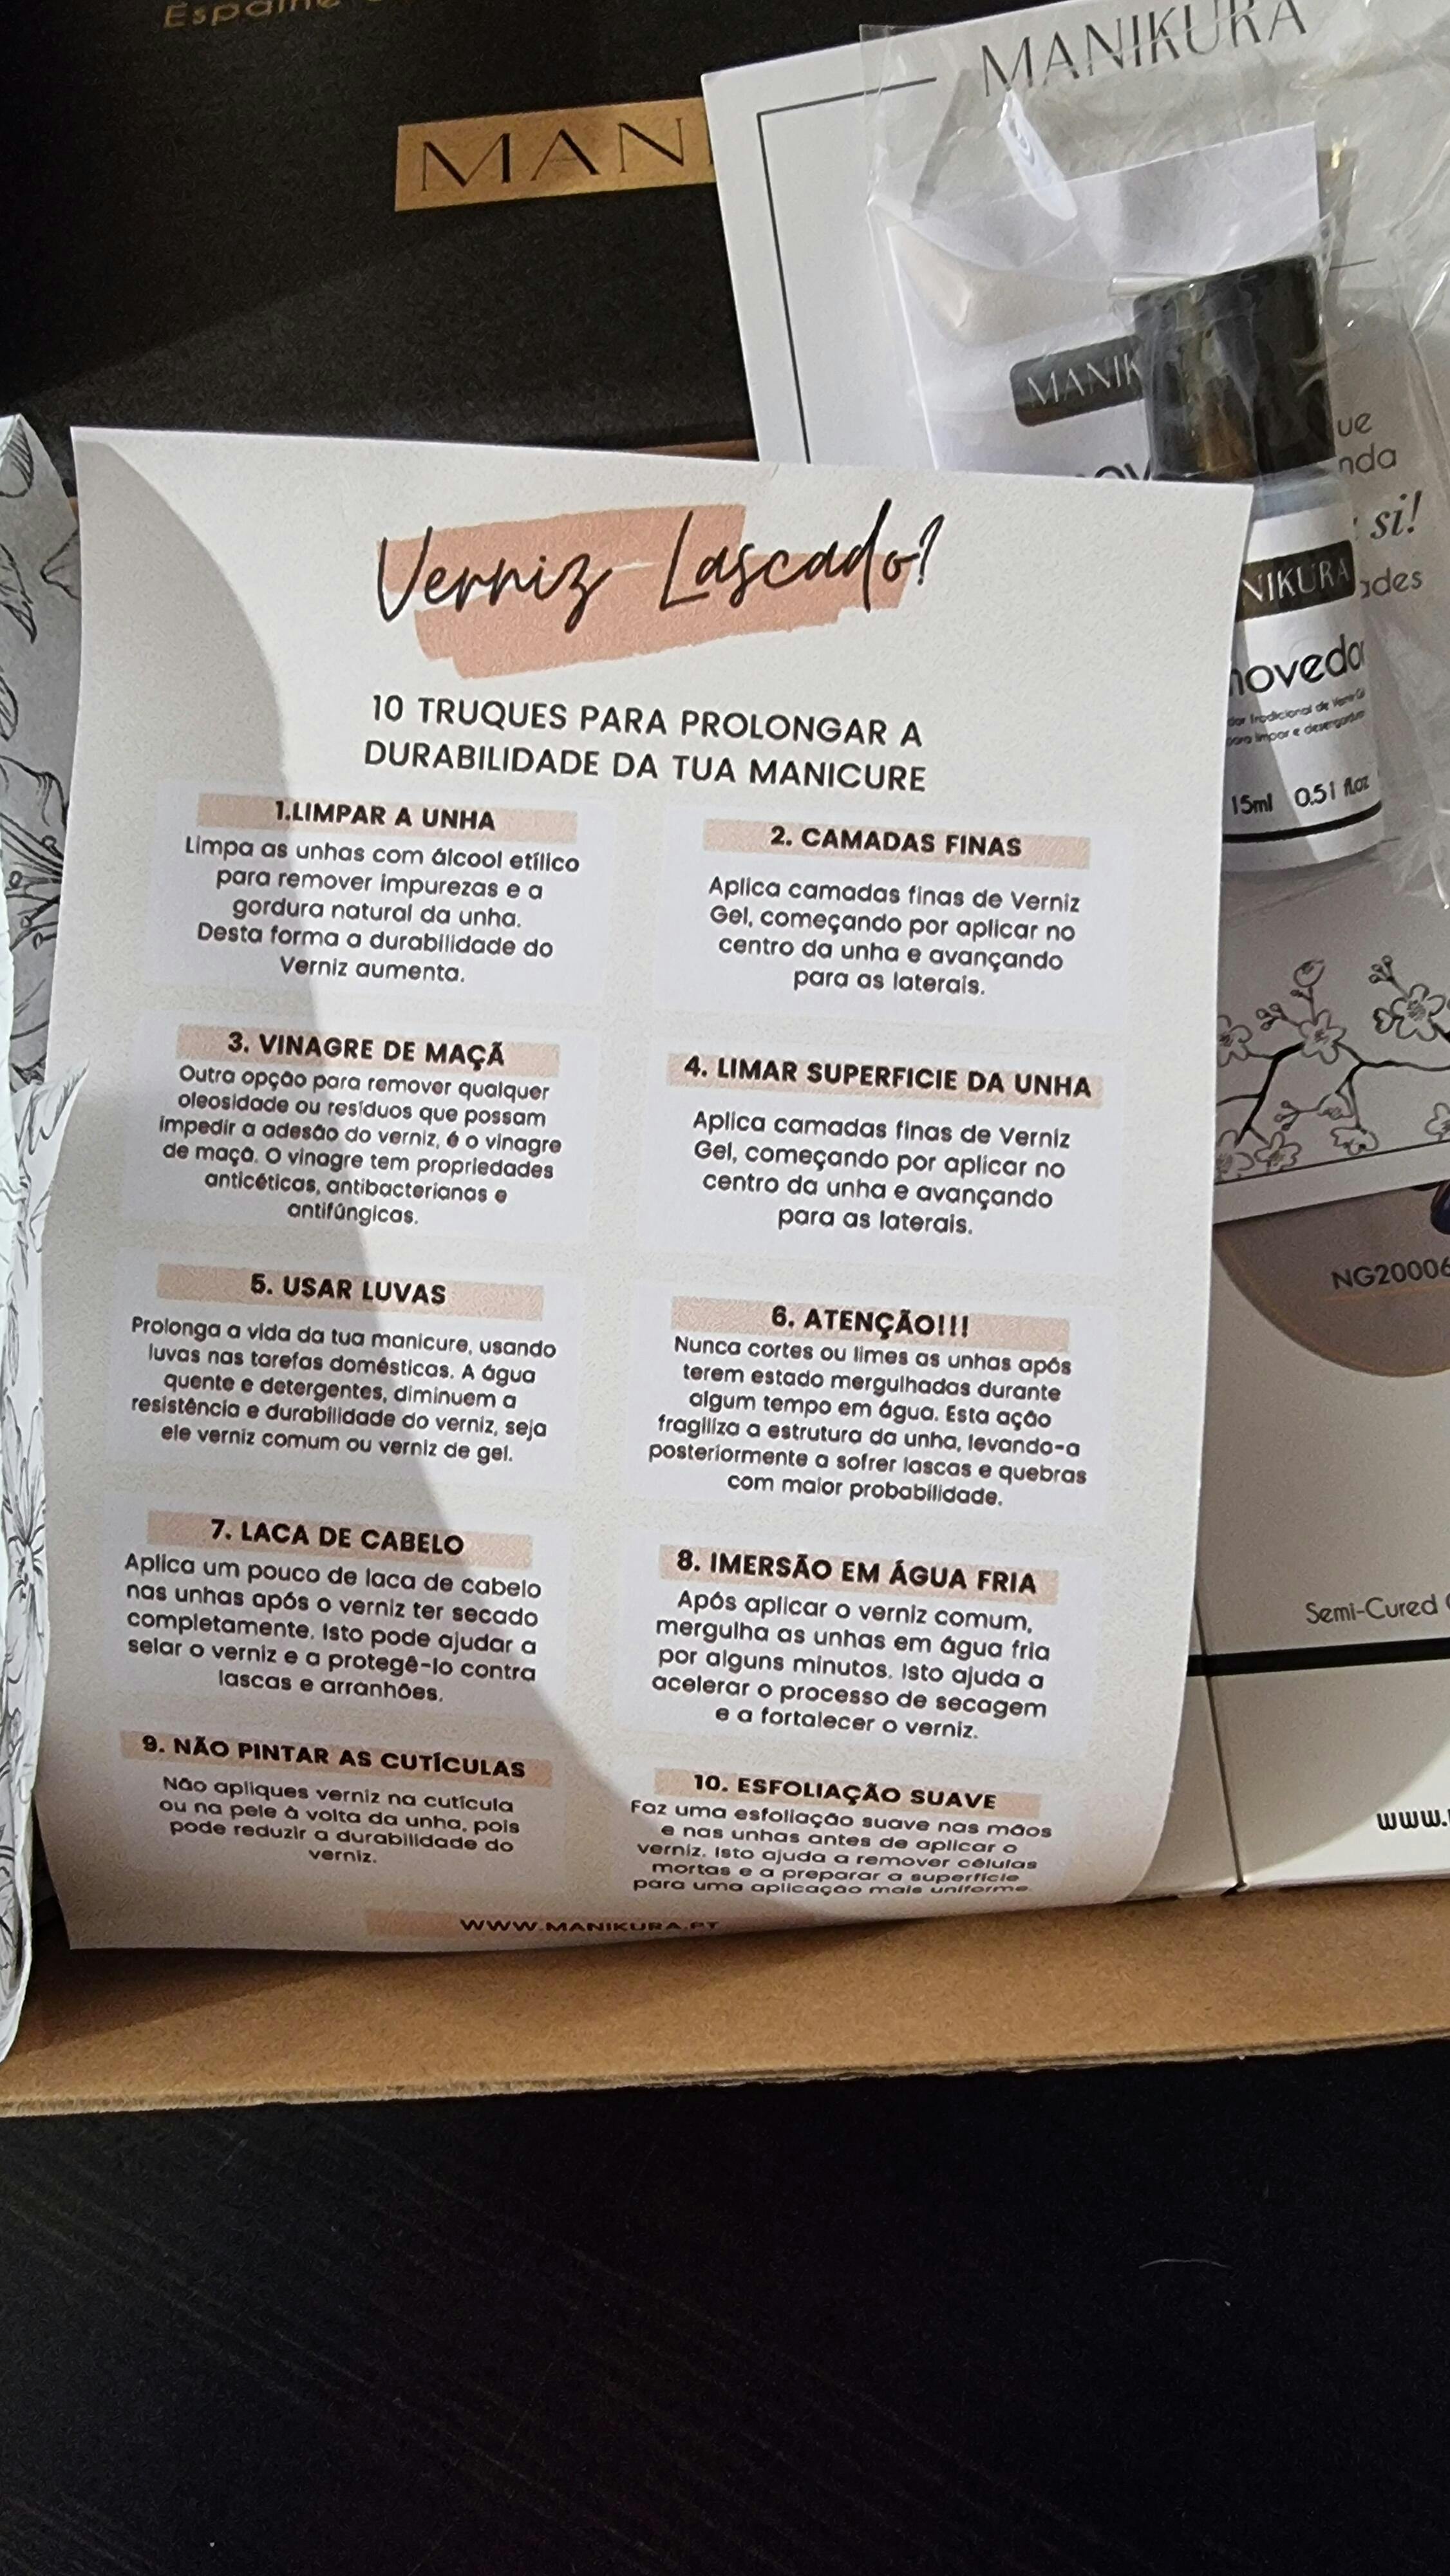 MANIKURA
MANIK
si!
NIKURA
15ml 0.51 fl.oz
Verniz Lascado?
10 TRUQUES PARA PROLONGAR A
DURABILIDADE DA TUA MANICURE
1.LIMPAR A UNHA
Limpa as unhas com álcool etílico
para remover impurezas e a
gordura natural da unha.
Desta forma a durabilidade do
Verniz aumenta.
2. CAMADAS FINAS
Aplica camadas finas de Verniz
Gel, começando por aplicar no
centro da unha e avançando
para as laterais.
3. VINAGRE DE MAÇÃ
Outra opção para remover qualquer
oleosidade ou resíduos que possam
impedir a adesão do verniz, é o vinagre
de maçã. O vinagre tem propriedades
anticéticas, antibacterianas e
antifúngicas.
4. LIMAR SUPERFICIE DA UNHA
Aplica camadas finas de Verniz
Gel, começando por aplicar no
centro da unha e avançando
para as laterais.
5. USAR LUVAS
Prolonga a vida da tua manicure, usando
luvas nas tarefas domésticas. A água
quente e detergentes, diminuem a
resistência e durabilidade do verniz, seja
ele verniz comum ou verniz de gel.
6. ATENÇÃO!!!
Nunca cortes ou limes as unhas após
terem estado mergulhadas durante
algum tempo em água. Esta ação
fragiliza a estrutura da unha, levando-a
posteriormente a sofrer lascas e quebras
com maior probabilidade.
7. LACA DE CABELO
Aplica um pouco de laca de cabelo
nas unhas após o verniz ter secado
completamente. Isto pode ajudar a
selar o verniz e a protegê-lo contra
lascas e arranhões.
8. IMERSÃO EM ÁGUA FRIA
Após aplicar o verniz comum,
mergulha as unhas em água fria
por alguns minutos. Isto ajuda a
acelerar o processo de secagem
e a fortalecer o verniz.
9. NÃO PINTAR AS CUTÍCULAS
Não apliques verniz na cutícula
ou na pele à volta da unha, pois
pode reduzir a durabilidade do
verniz.
10. ESFOLIAÇÃO SUAVE
Faz uma esfoliação suave nas mãos
e nas unhas antes de aplicar o
verniz. Isto ajuda a remover células
mortas e a preparar a superfície
para uma aplicação mais uniforme.
WWW.MANIKURA.PT
NG20006
Semi-Cured
www.